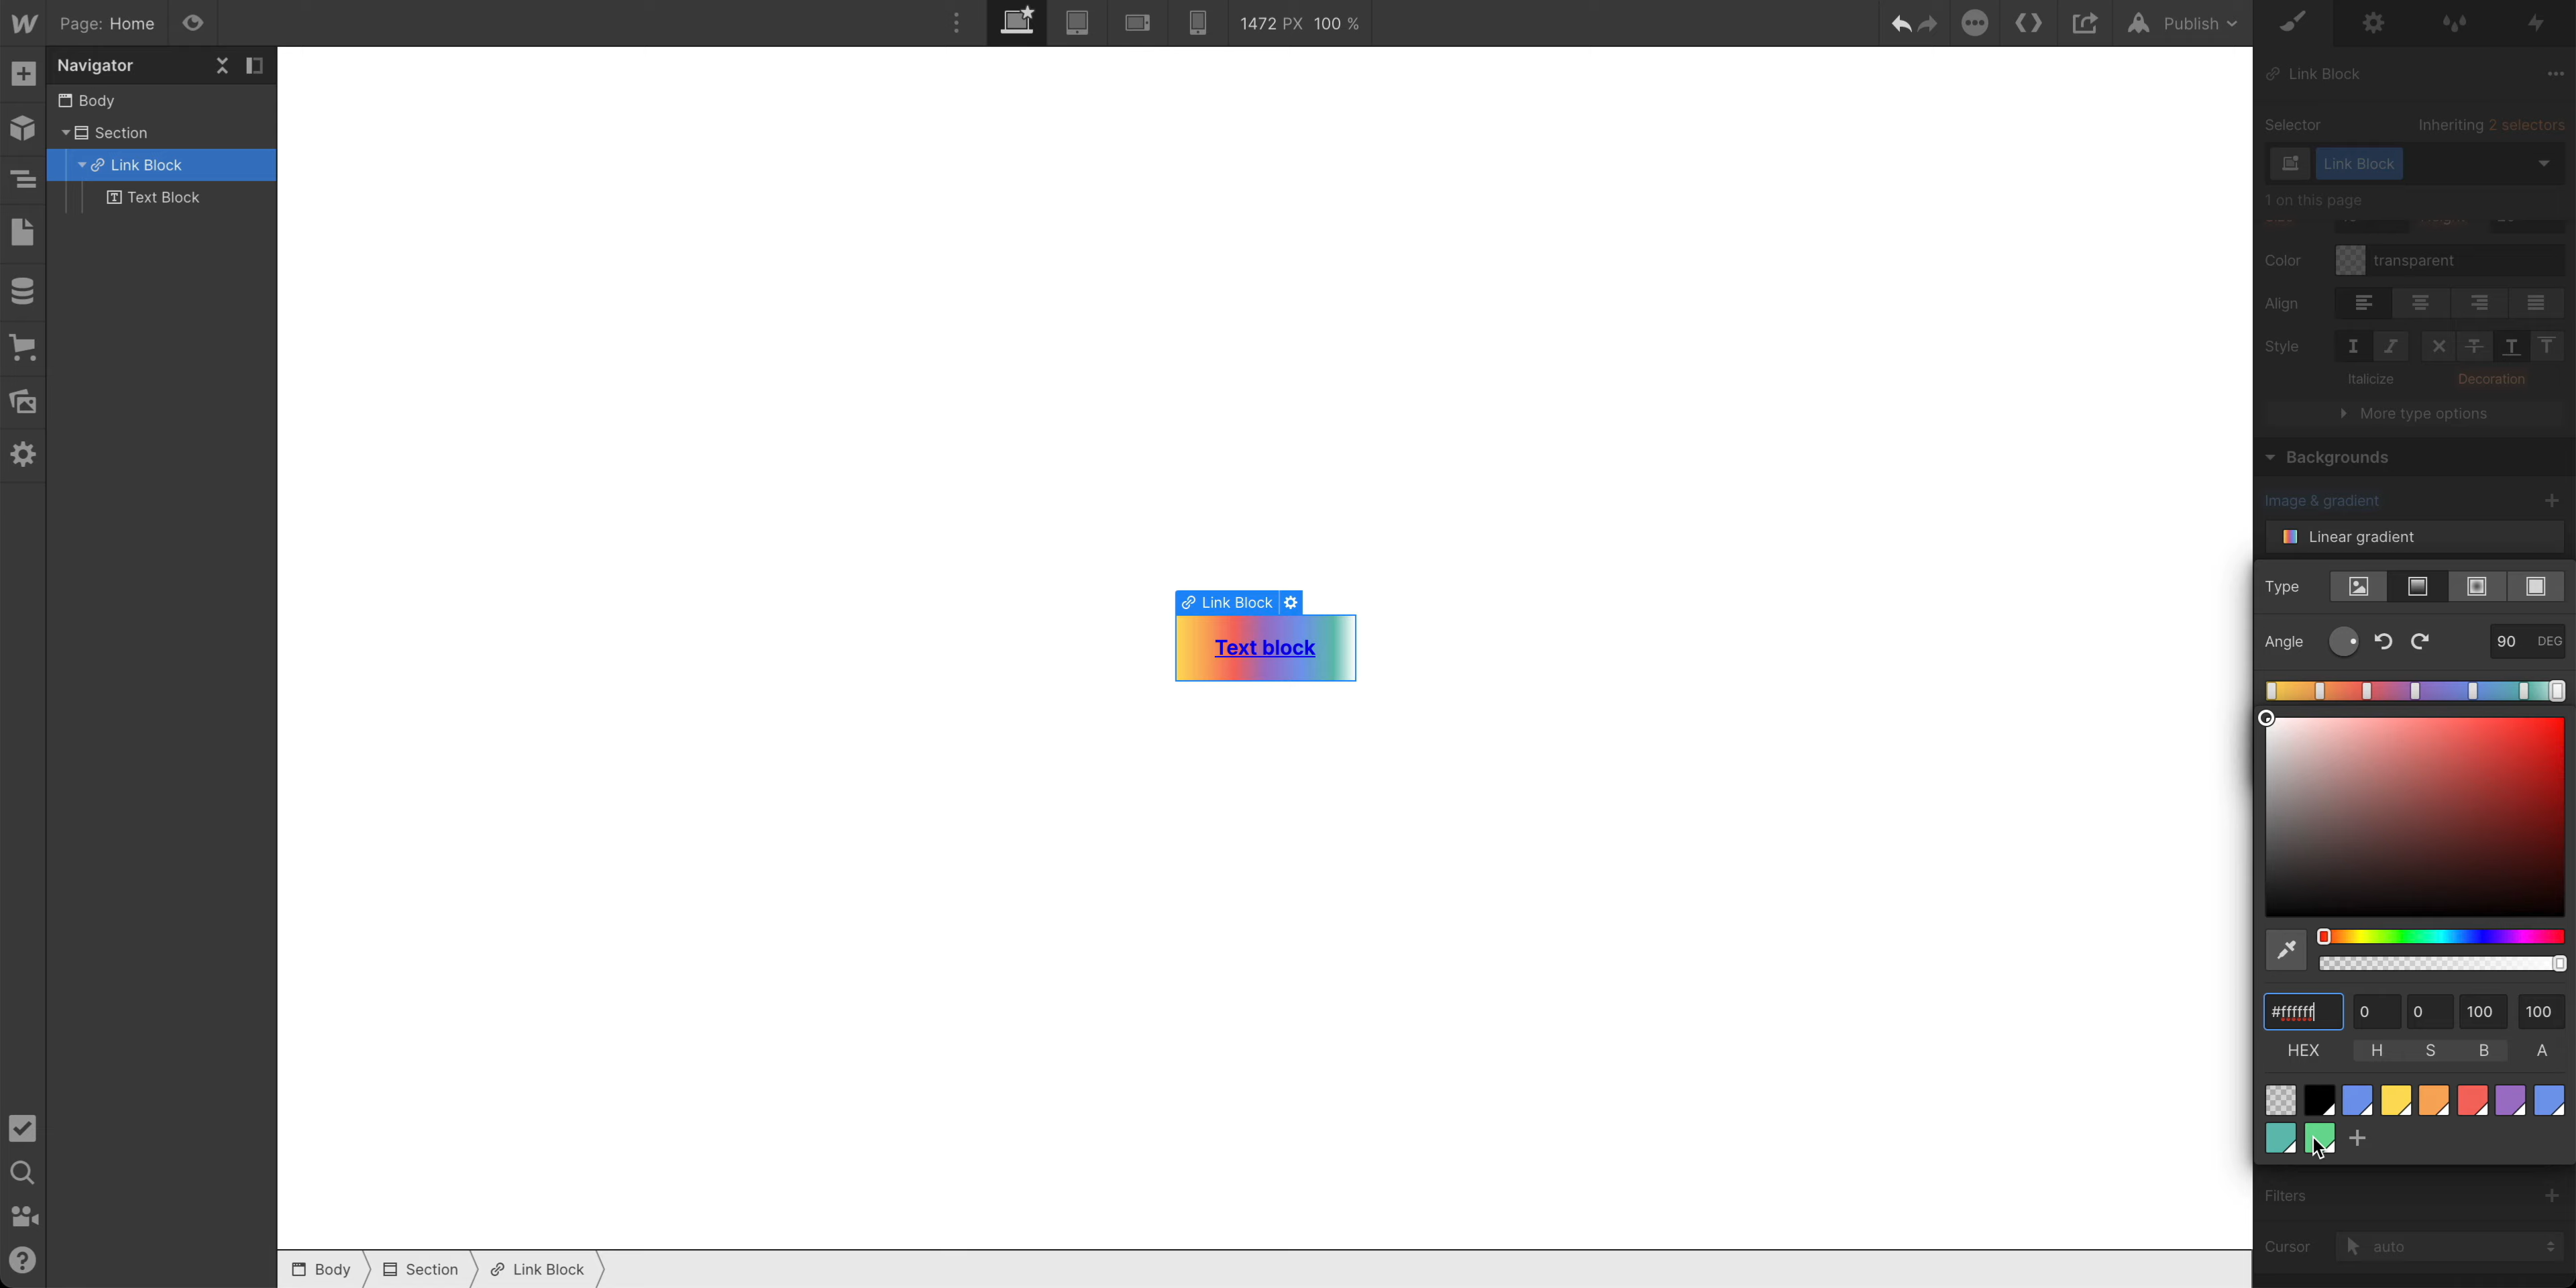 Page: Home
1472 PX 100 %
Publish
Navigator
Body
Section
Link Block
Text Block
Link Block
Text block
Body
Section
Link Block
Link Block
Selector
Inheriting 2 selectors
Link Block
1 on this page
Color
transparent
Align
Style
Italicize
Decoration
More type options
Backgrounds
Image & gradient
Linear gradient
Type
Angle
90 DEG
#ffffff 0 0 100 100
HEX H S B A
Filters
Cursor
auto